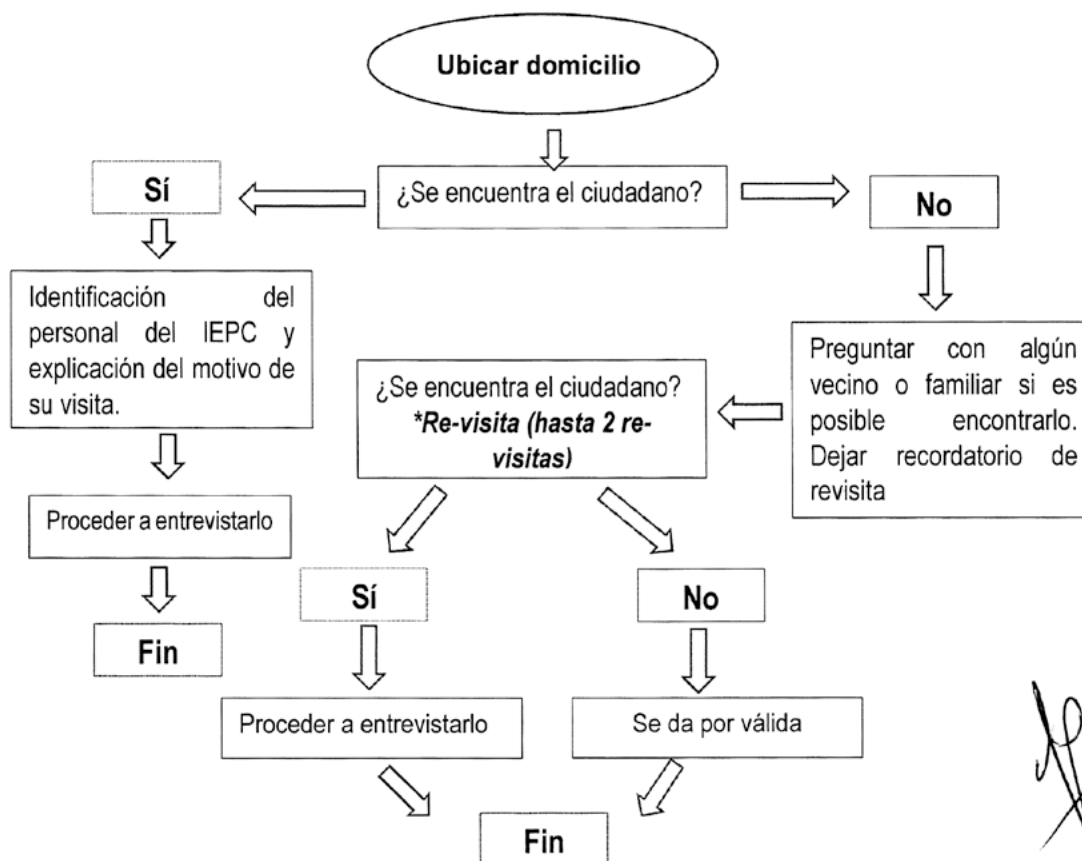 Ubicar domicilio
¿Se encuentra el ciudadano?
Sí
No
Identificación del
personal del IEPC y
explicación del motivo de
su visita.
Preguntar con algún
vecino o familiar si es
posible encontrarlo.
Dejar recordatorio de
revisita
¿Se encuentra el ciudadano?
*Re-visita (hasta 2 re-
visitas)
Proceder a entrevistarlo
Sí
No
Fin
Proceder a entrevistarlo
Se da por válida
Fin